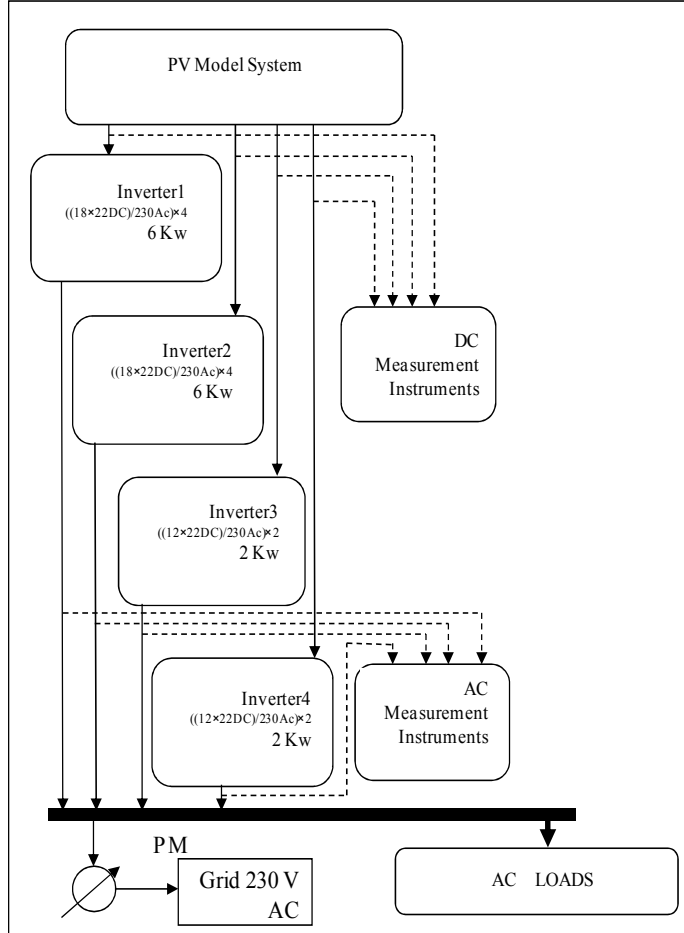 PV Model System
Inverter1
((18×22DC)/230Ac)×4
6 Kw
Inverter2
((18×22DC)/230Ac)×4
6 Kw
DC
Measurement
Instruments
Inverter3
((12×22DC)/230Ac)×2
2 Kw
Inverter4
((12×22DC)/230Ac)×2
2 Kw
AC
Measurement
Instruments
PM
Grid 230 V
AC
AC LOADS